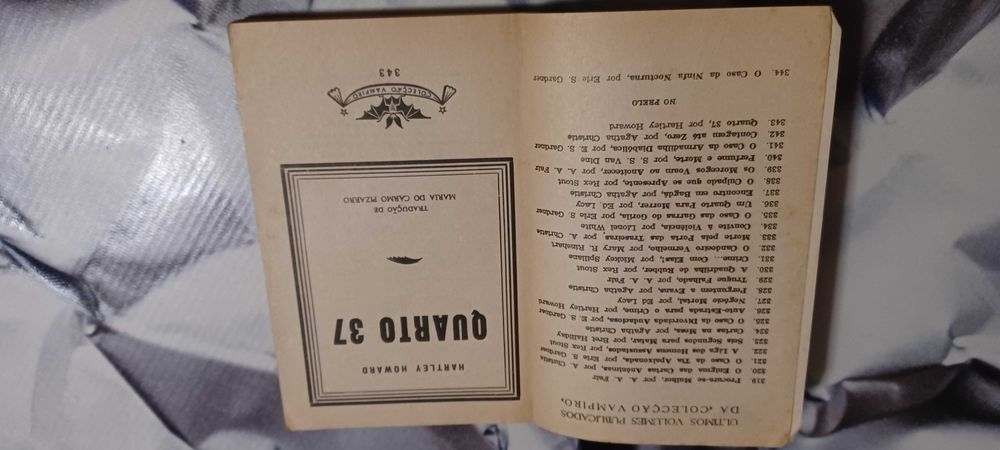 ÚLTIMOS VOLUMES PUBLICADOS
DA «COLECÇÃO VAMPIRO»
319. Procura-se Mulher, por A. A. Fair
320. O Enigma das Cartas Anónimas, por A. Christie
321. O Caso da Tia Apaixonada, por Erle S. Gardner
322. A Liga dos Homens Assustados, por Rex Stout
323. Seis Segundos para Matar, por Bret Halliday
324. Cartas na Mesa, por Agatha Christie
325. O Caso da Divorciada Audaciosa, por E. S. Gardner
326. Auto-Estrada para o Crime, por Hartley Howard
327. Negócio Mortal, por Ed Lacy
328. Perguntem a Evans, por Agatha Christie
329. Truque Falhado, por A. A. Fair
330. A Quadrilha de Rubber, por Rex Stout
331. Crime... Com Elas!, por Mickey Spillane
332. O Candeeiro Vermelho, por Mary R. Rinehart
333. Morte pela Porta das Traseiras, por A. Christie
334. Convite à Violência, por Lionel White
335. O Caso das Garras do Gorila, por Erle S. Gardner
336. Um Quarto Para Morrer, por Ed. Lacy
337. Encontro em Bagdá, por Agatha Christie
338. O Culpado que se Apresente, por Rex Stout
339. Os Morcegos Voam ao Anoitecer, por A. A. Fair
340. Perfume e Morte, por S. S. Van Dine
341. O Caso da Armadilha Diabólica, por E. S. Gardner
342. Contagem até Zero, por Agatha Christie
343. Quarto 37, por Hartley Howard
NO PRELO
344. O Caso da Ninfa Nocturna, por Erle S. Gardner
HARTLEY HOWARD
QUARTO 37
TRADUÇÃO DE
MARIA DO CARMO PIZARRO
COLECÇÃO VAMPIRO
343